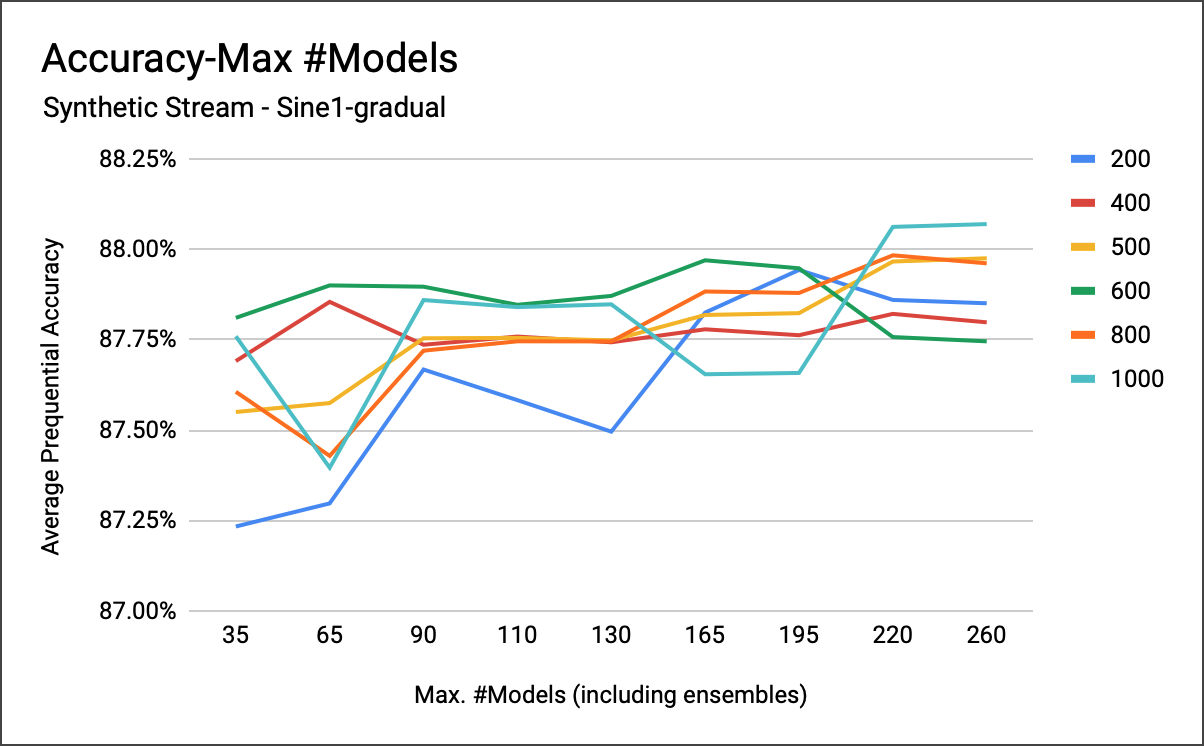 Accuracy-Max #Models
Synthetic Stream - Sine1-gradual
88.25%
88.00%
87.75%
87.50%
87.25%
87.00%
Average Prequential Accuracy
35 65 90 110 130 165 195 220 260
Max. #Models (including ensembles)
200
400
500
600
800
1000